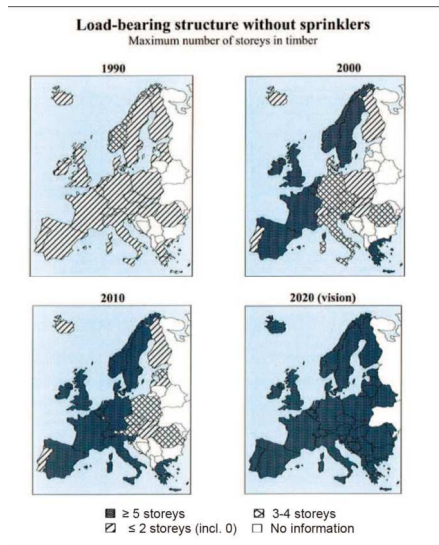 Load-bearing structure without sprinklers
Maximum number of storeys in timber
1990
2000
2010
2020 (vision)
≥ 5 storeys
3-4 storeys
≤ 2 storeys (incl. 0)
No information